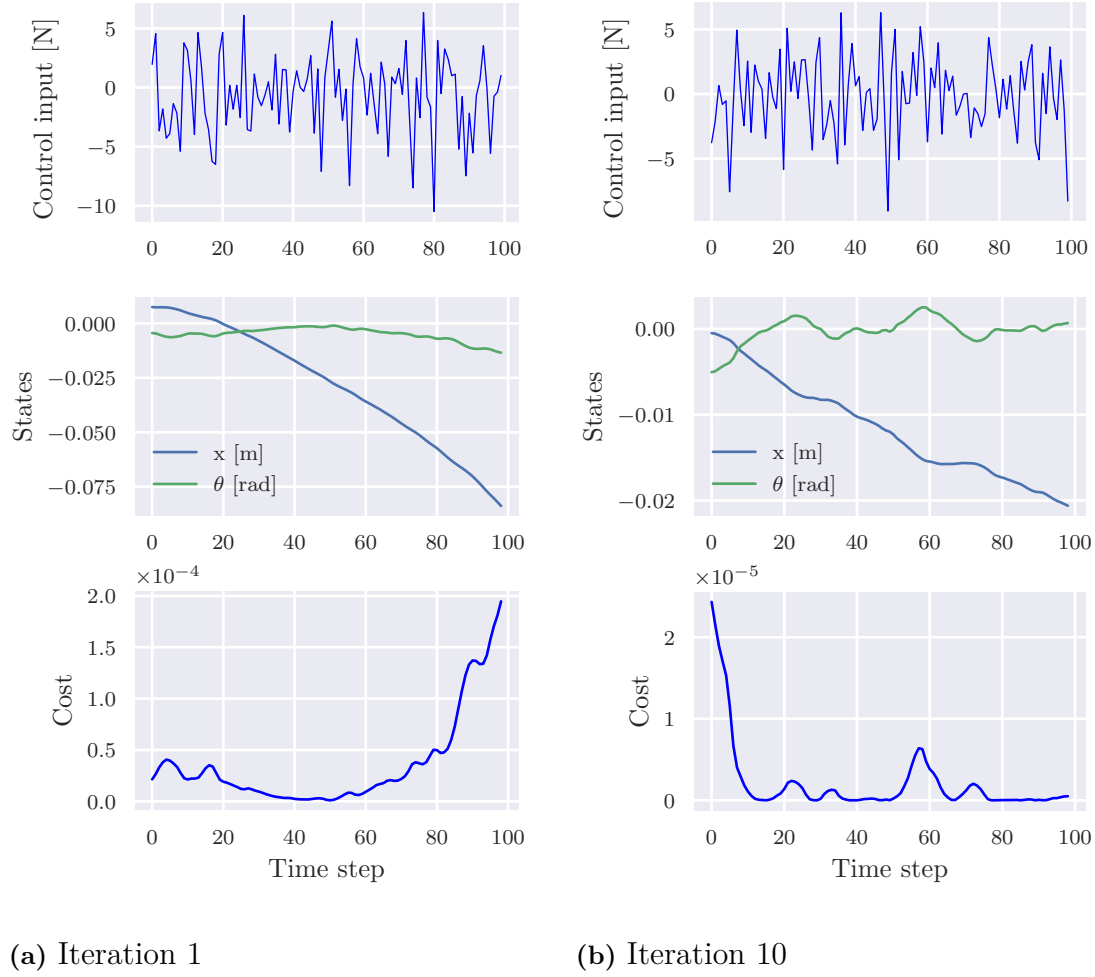 Control input [N]
5
0
−5
−10
0 20 40 60 80 100
States
0.000
−0.025
−0.050
−0.075
x [m]
θ [rad]
0 20 40 60 80 100
×10⁻⁴
Cost
2.0
1.5
1.0
0.5
0.0
0 20 40 60 80 100
Time step
(a) Iteration 1
Control input [N]
5
0
−5
0 20 40 60 80 100
States
0.00
−0.01
−0.02
x [m]
θ [rad]
0 20 40 60 80 100
×10⁻⁵
Cost
2
1
0
0 20 40 60 80 100
Time step
(b) Iteration 10